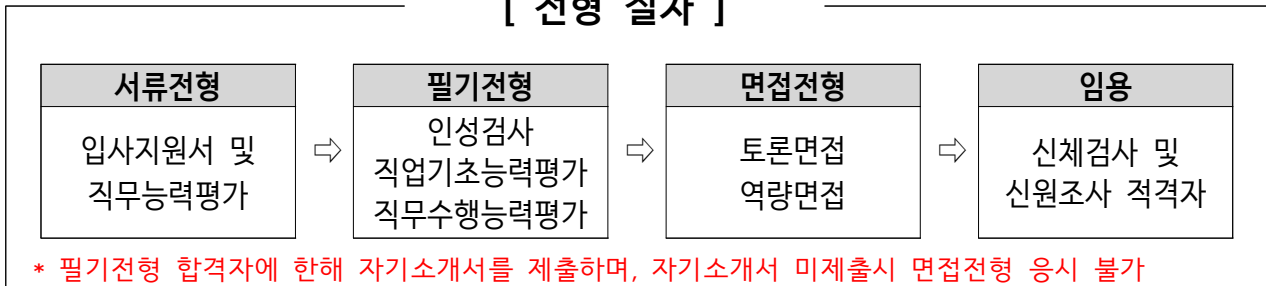 [ 전형 절차 ]
서류전형
입사지원서 및
직무능력평가
⇨
필기전형
인성검사
직업기초능력평가
직무수행능력평가
⇨
면접전형
토론면접
역량면접
⇨
임용
신체검사 및
신원조사 적격자
* 필기전형 합격자에 한해 자기소개서를 제출하며, 자기소개서 미제출시 면접전형 응시 불가